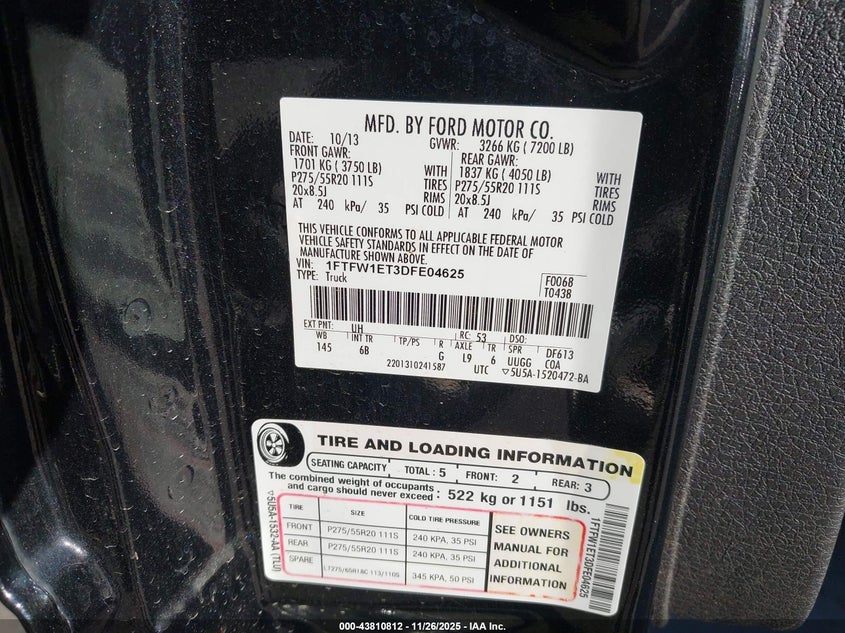 MFD. BY FORD MOTOR CO.
DATE: 10/13 GVWR: 3266 KG ( 7200 LB)
FRONT GAWR: REAR GAWR:
1701 KG ( 3750 LB) WITH 1837 KG ( 4050 LB) WITH
P275/55R20 111S TIRES P275/55R20 111S TIRES
20x8.5J RIMS 20x8.5J RIMS
AT 240 kPa/ 35 PSI COLD AT 240 kPa/ 35 PSI COLD
THIS VEHICLE CONFORMS TO ALL APPLICABLE FEDERAL MOTOR
VEHICLE SAFETY STANDARDS IN EFFECT ON THE DATE OF
MANUFACTURE SHOWN ABOVE.
VIN: 1FTFW1ET3DFE04625 F0068
TYPE: Truck T0438
EXT PNT: UH RC: 53 DSO:
WB INT TR TP/PS R AXLE TR SPR DF613
145 6B G L9 6 UUGG COA
2201310241587 UTC ▽5U5A-1520472-BA
TIRE AND LOADING INFORMATION
SEATING CAPACITY TOTAL : 5 FRONT: 2 REAR: 3
The combined weight of occupants
and cargo should never exceed : 522 kg or 1151 lbs.
TIRE SIZE COLD TIRE PRESSURE
FRONT P275/55R20 111S 240 KPA, 35 PSI
REAR P275/55R20 111S 240 KPA, 35 PSI
SPARE LT275/65R18C 113/110S 345 KPA, 50 PSI
SEE OWNERS
MANUAL FOR
ADDITIONAL
INFORMATION
▽5U5A-1532-AA (TLU)
1FTFW1ET3DFE04625
000-43810812 - 11/26/2025 - IAA Inc.